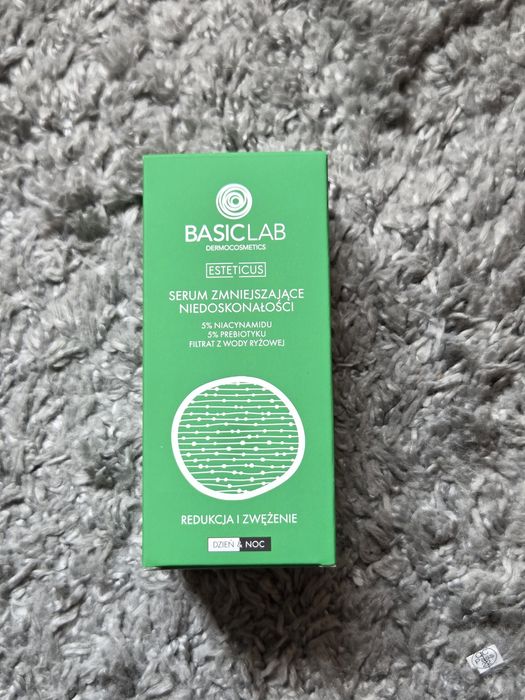 BASICLAB
DERMOCOSMETICS
ESTETICUS
SERUM ZMNIEJSZAJĄCE
NIEDOSKONAŁOŚCI
5% NIACYNAMIDU
5% PREBIOTYKU
FILTRAT Z WODY RYŻOWEJ
REDUKCJA I ZWĘŻENIE
DZIEŃ & NOC